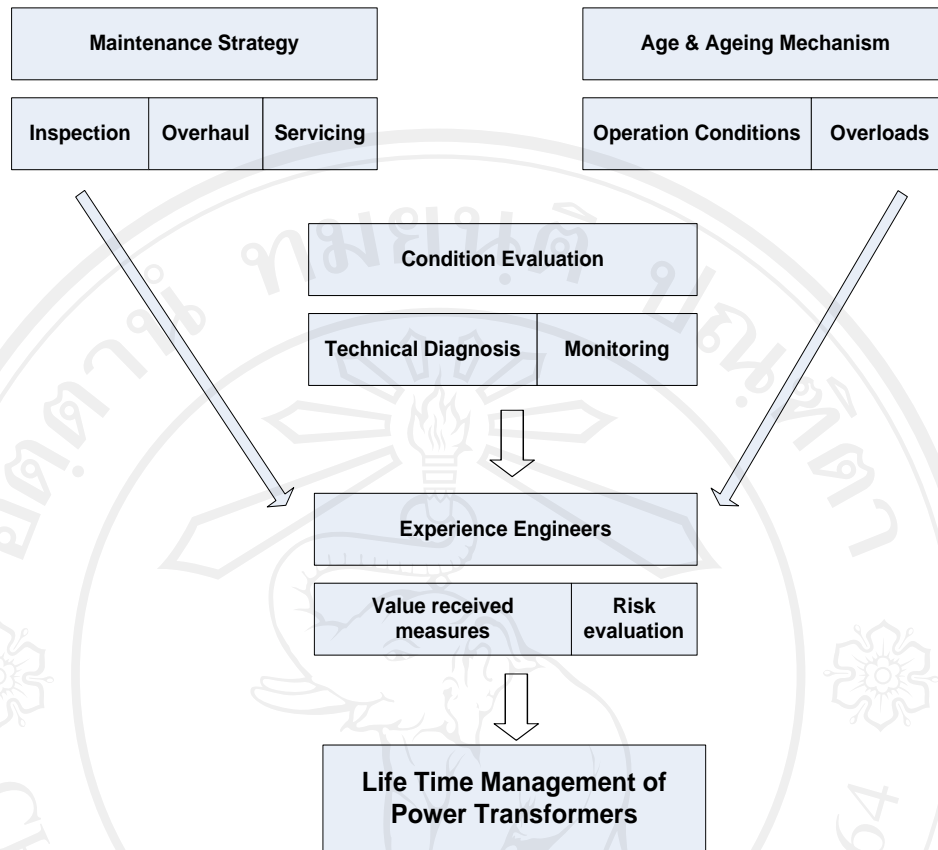 Maintenance Strategy
Age & Ageing Mechanism
Inspection
Overhaul
Servicing
Operation Conditions
Overloads
Condition Evaluation
Technical Diagnosis
Monitoring
Experience Engineers
Value received
measures
Risk
evaluation
Life Time Management of
Power Transformers
64